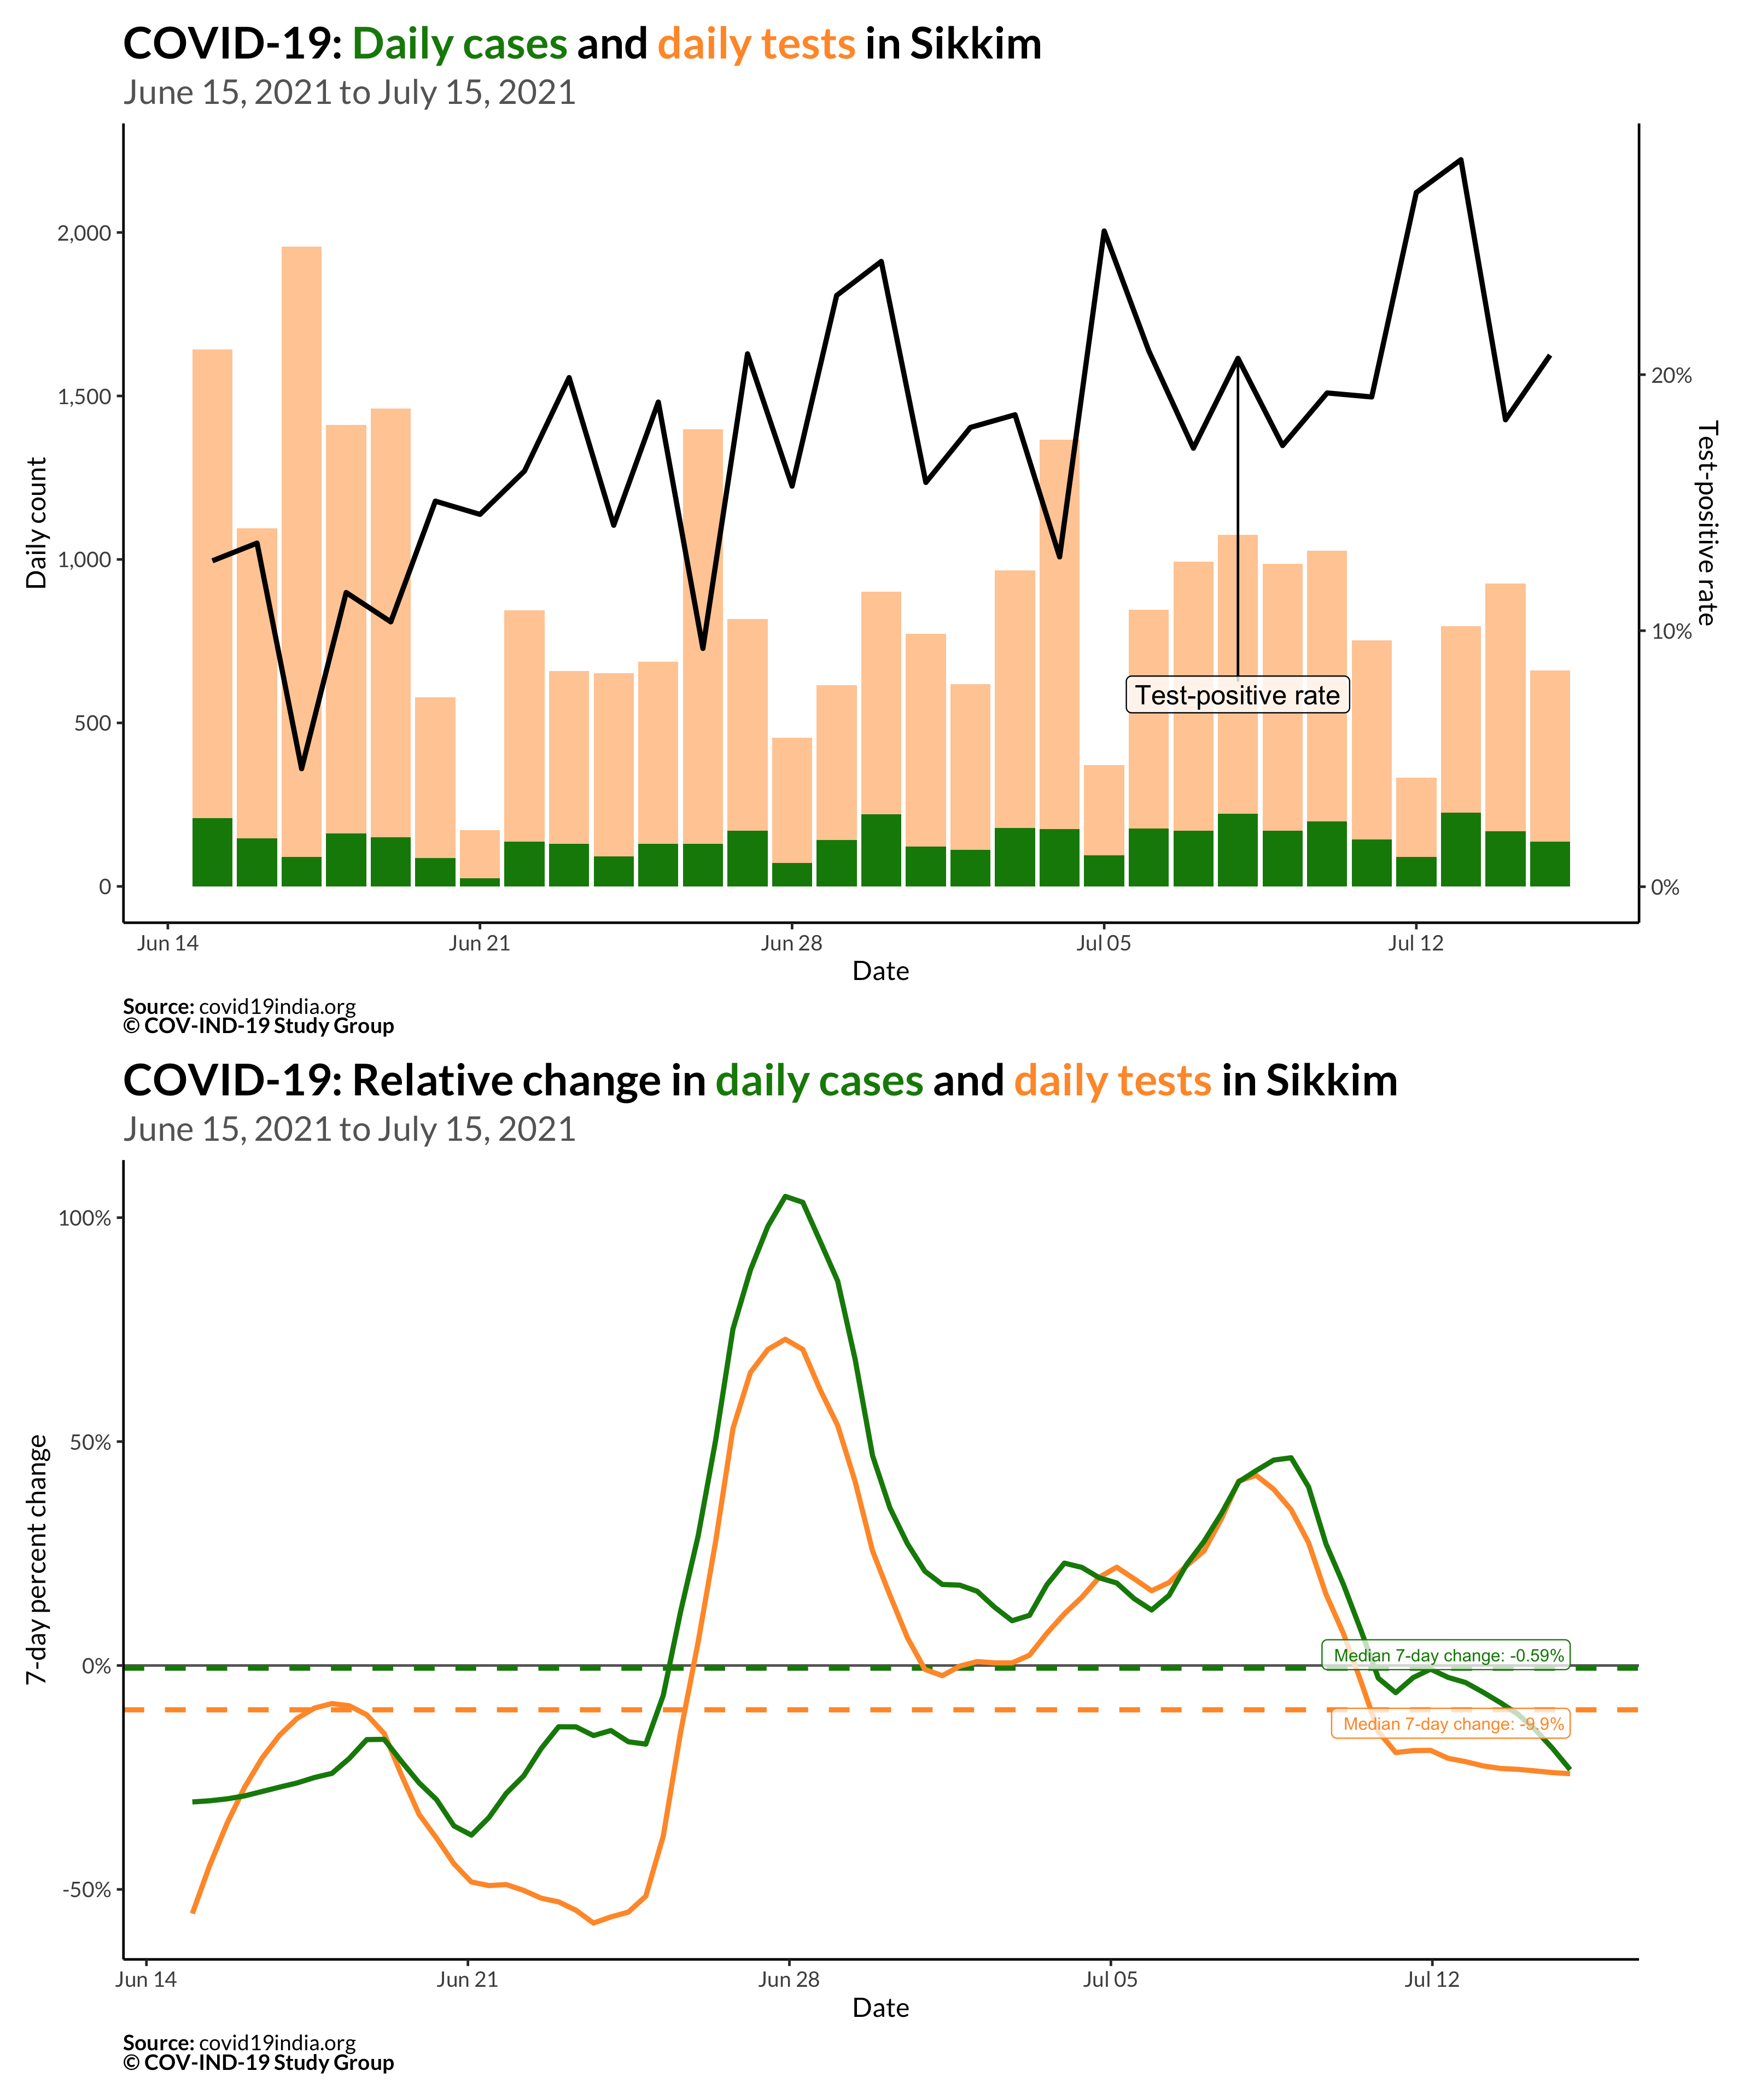 COVID-19: Daily cases and daily tests in Sikkim
June 15, 2021 to July 15, 2021
Daily count
2,000
1,500
1,000
500
0
20%
10%
0%
Test-positive rate
Test-positive rate
Jun 14 Jun 21 Jun 28 Jul 05 Jul 12
Date
Source: covid19india.org
© COV-IND-19 Study Group
COVID-19: Relative change in daily cases and daily tests in Sikkim
June 15, 2021 to July 15, 2021
7-day percent change
100%
50%
0%
-50%
Median 7-day change: -0.59%
Median 7-day change: -9.9%
Jun 14 Jun 21 Jun 28 Jul 05 Jul 12
Date
Source: covid19india.org
© COV-IND-19 Study Group